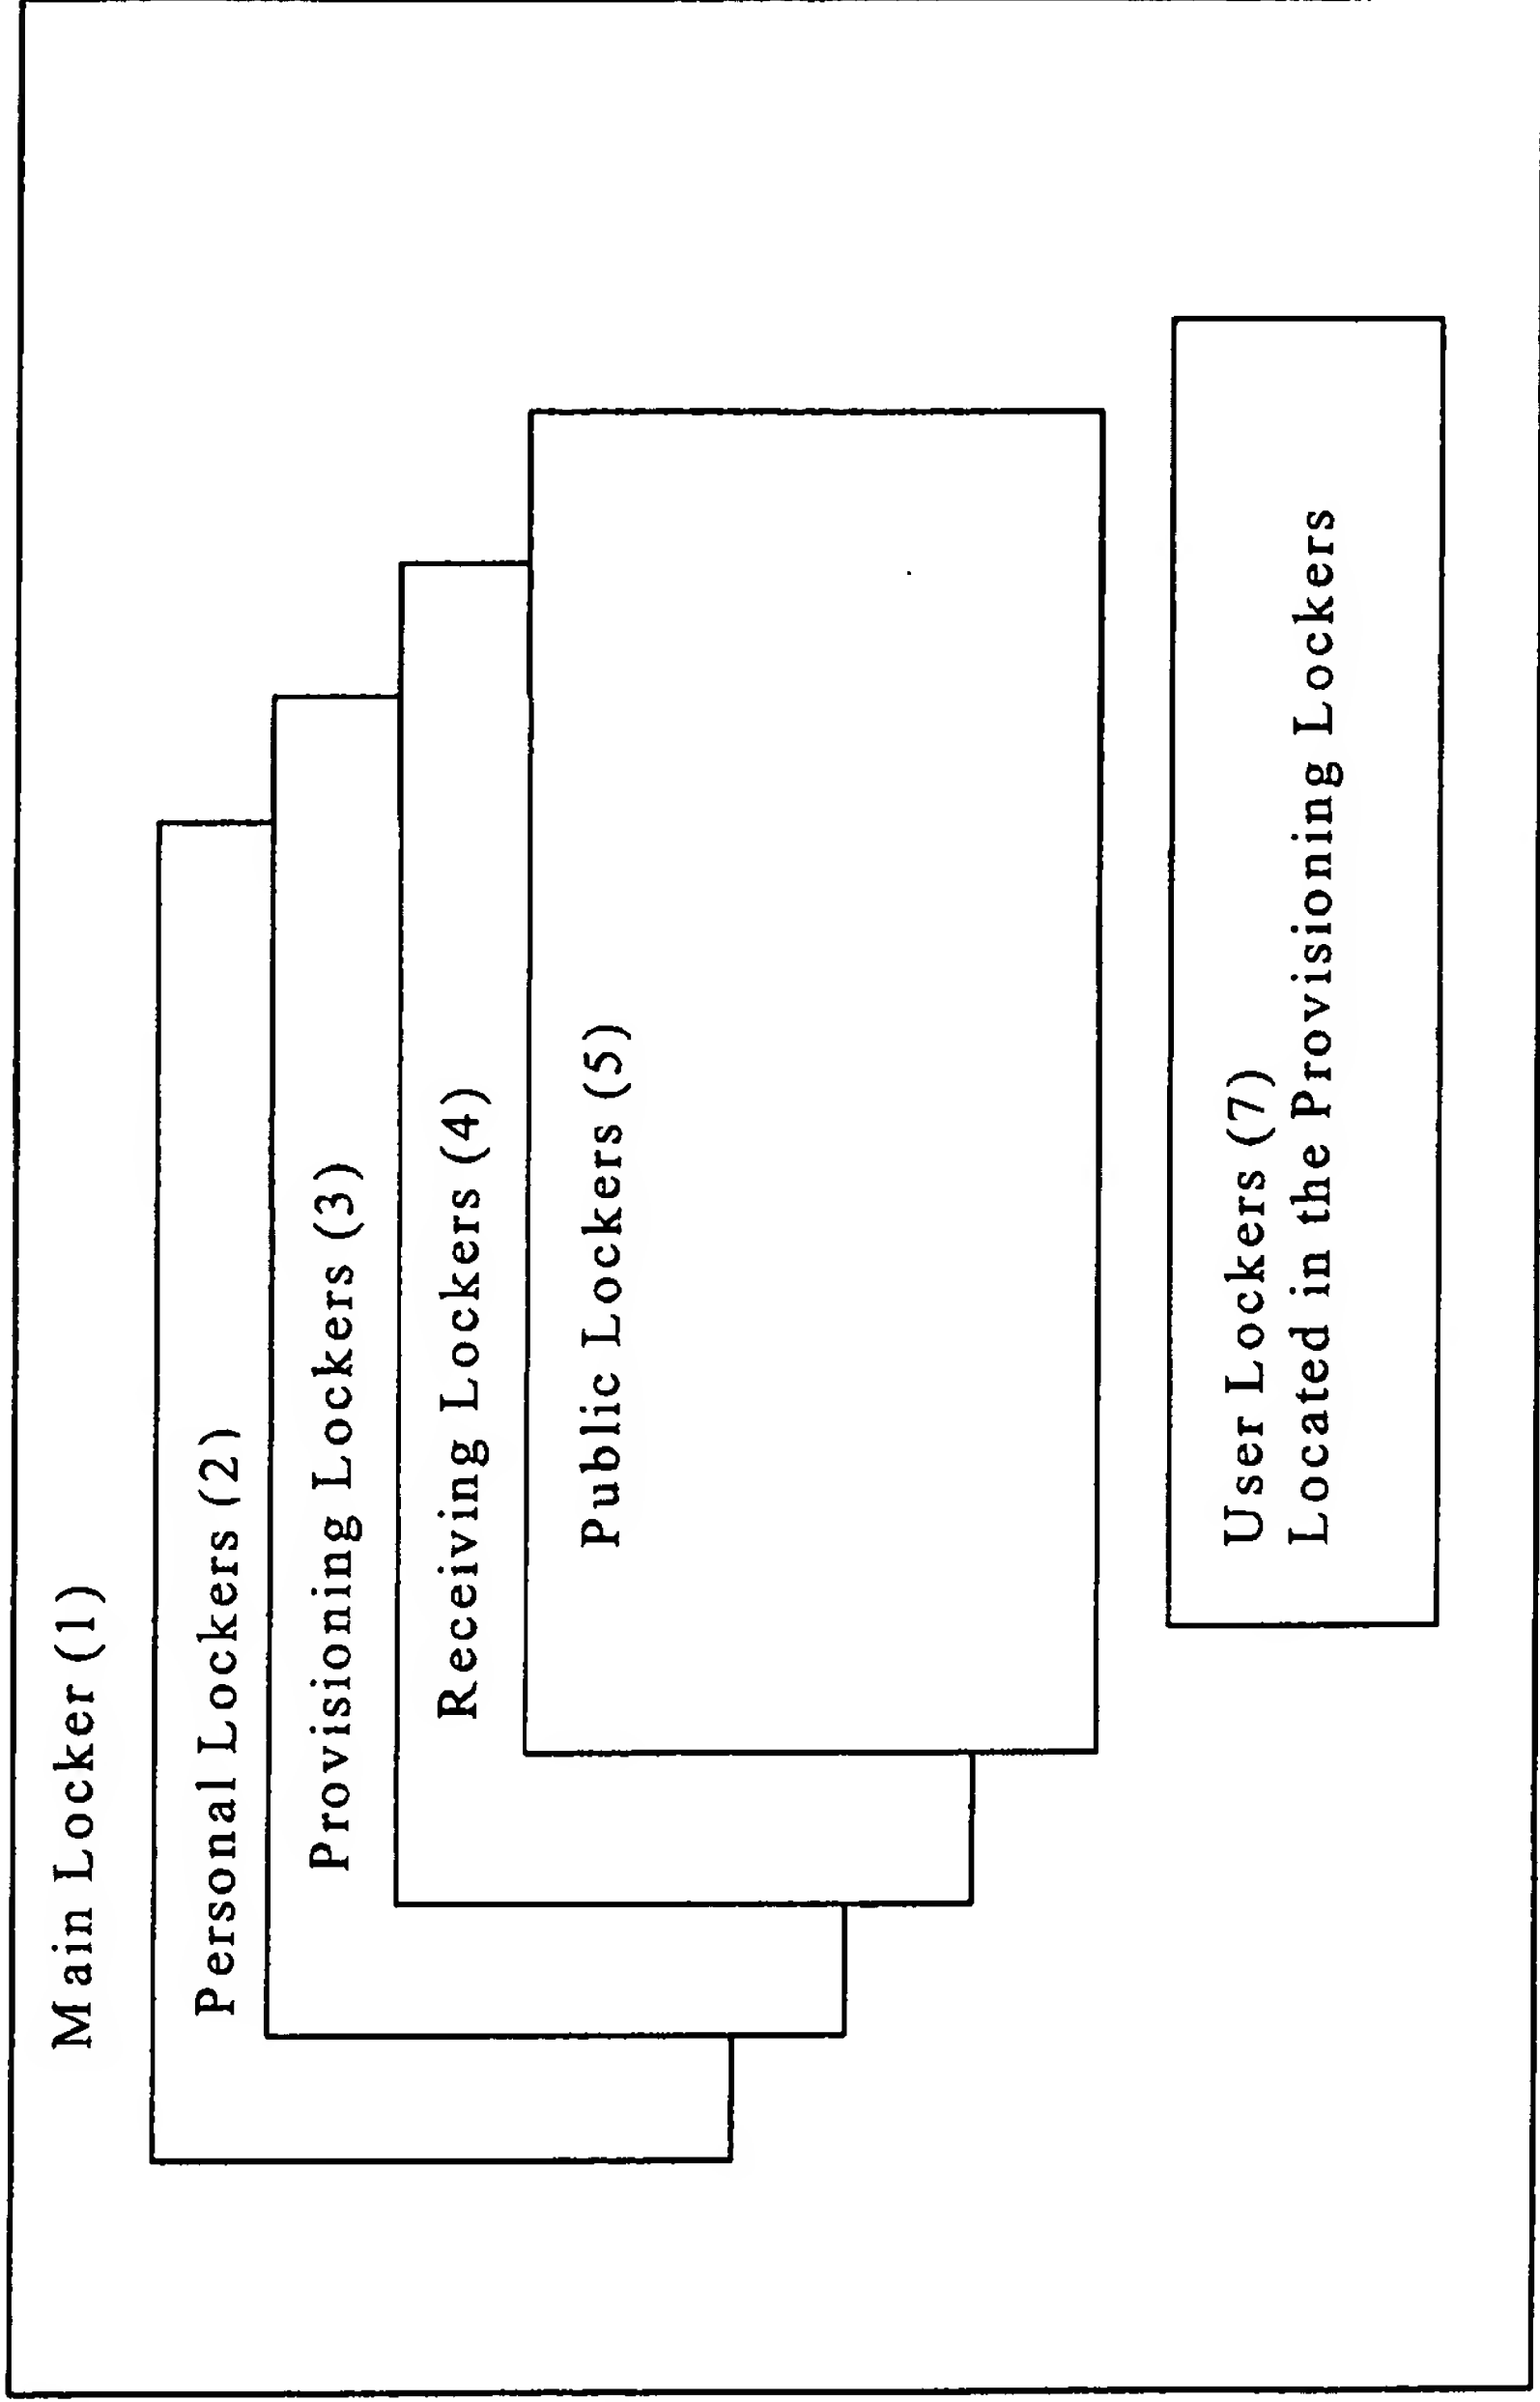 Main Locker (1)
Personal Lockers (2)
Provisioning Lockers (3)
Receiving Lockers (4)
Public Lockers (5)
User Lockers (7)
Located in the Provisioning Lockers